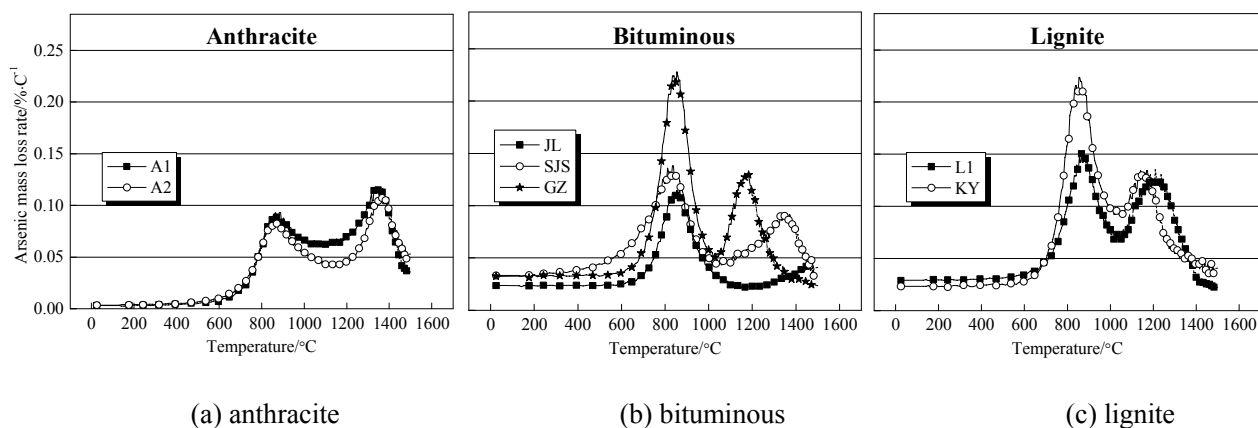 Anthracite
Bituminous
Lignite
Arsenic mass loss rate/%·C⁻¹
0.25
0.20
0.15
0.10
0.05
0.00
A1
A2
0 200 400 600 800 1000 1200 1400 1600
Temperature/°C
JL
SJS
GZ
0 200 400 600 800 1000 1200 1400 1600
Temperature/°C
L1
KY
0 200 400 600 800 1000 1200 1400 1600
Temperature/°C
(a) anthracite
(b) bituminous
(c) lignite